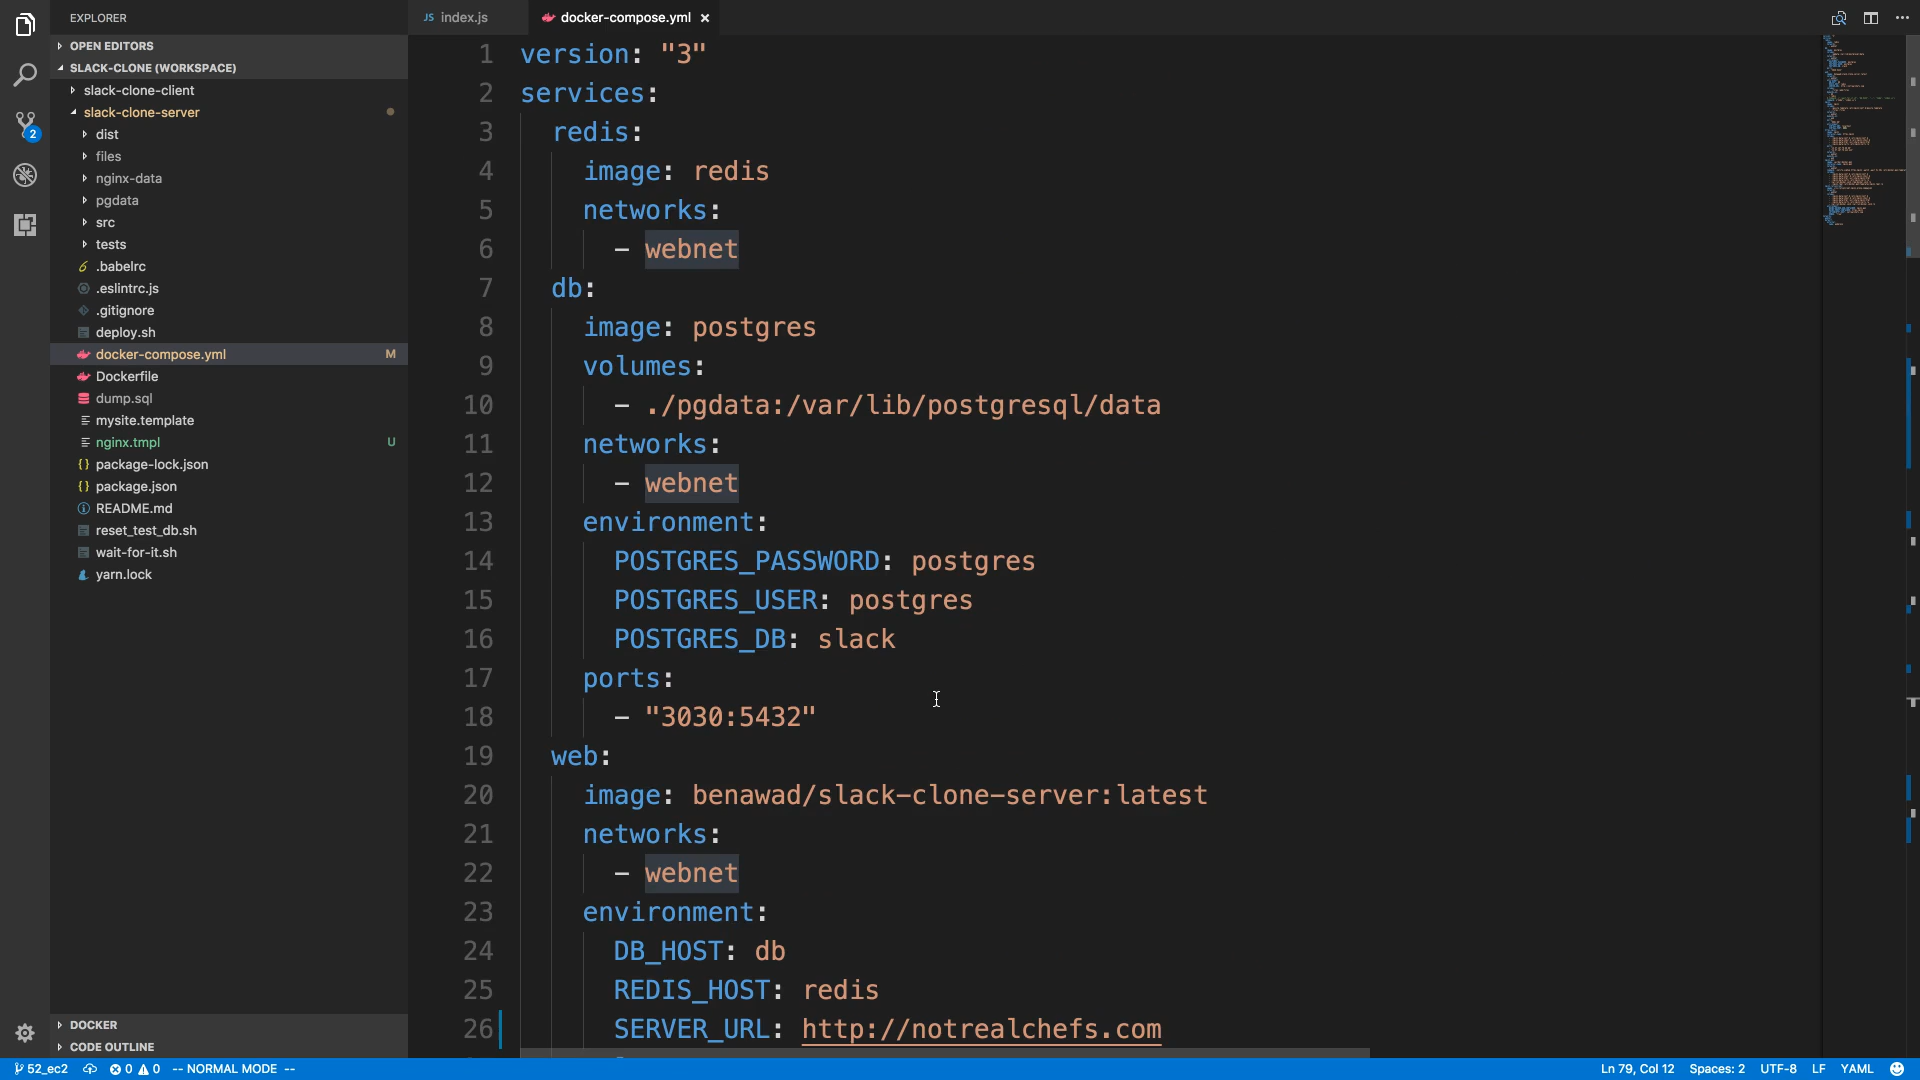 EXPLORER
OPEN EDITORS
SLACK-CLONE (WORKSPACE)
slack-clone-client
slack-clone-server
dist
files
nginx-data
pgdata
src
tests
.babelrc
.eslintrc.js
.gitignore
deploy.sh
docker-compose.yml M
Dockerfile
dump.sql
mysite.template
nginx.tmpl U
package-lock.json
package.json
README.md
reset_test_db.sh
wait-for-it.sh
yarn.lock
DOCKER
CODE OUTLINE
2
JS index.js docker-compose.yml ×
1 version: "3"
2 services:
3 redis:
4 image: redis
5 networks:
6 - webnet
7 db:
8 image: postgres
9 volumes:
10 - ./pgdata:/var/lib/postgresql/data
11 networks:
12 - webnet
13 environment:
14 POSTGRES_PASSWORD: postgres
15 POSTGRES_USER: postgres
16 POSTGRES_DB: slack
17 ports:
18 - "3030:5432"
19 web:
20 image: benawad/slack-clone-server:latest
21 networks:
22 - webnet
23 environment:
24 DB_HOST: db
25 REDIS_HOST: redis
26 SERVER_URL: http://notrealchefs.com
52_ec2 0 0 -- NORMAL MODE -- Ln 79, Col 12 Spaces: 2 UTF-8 LF YAML